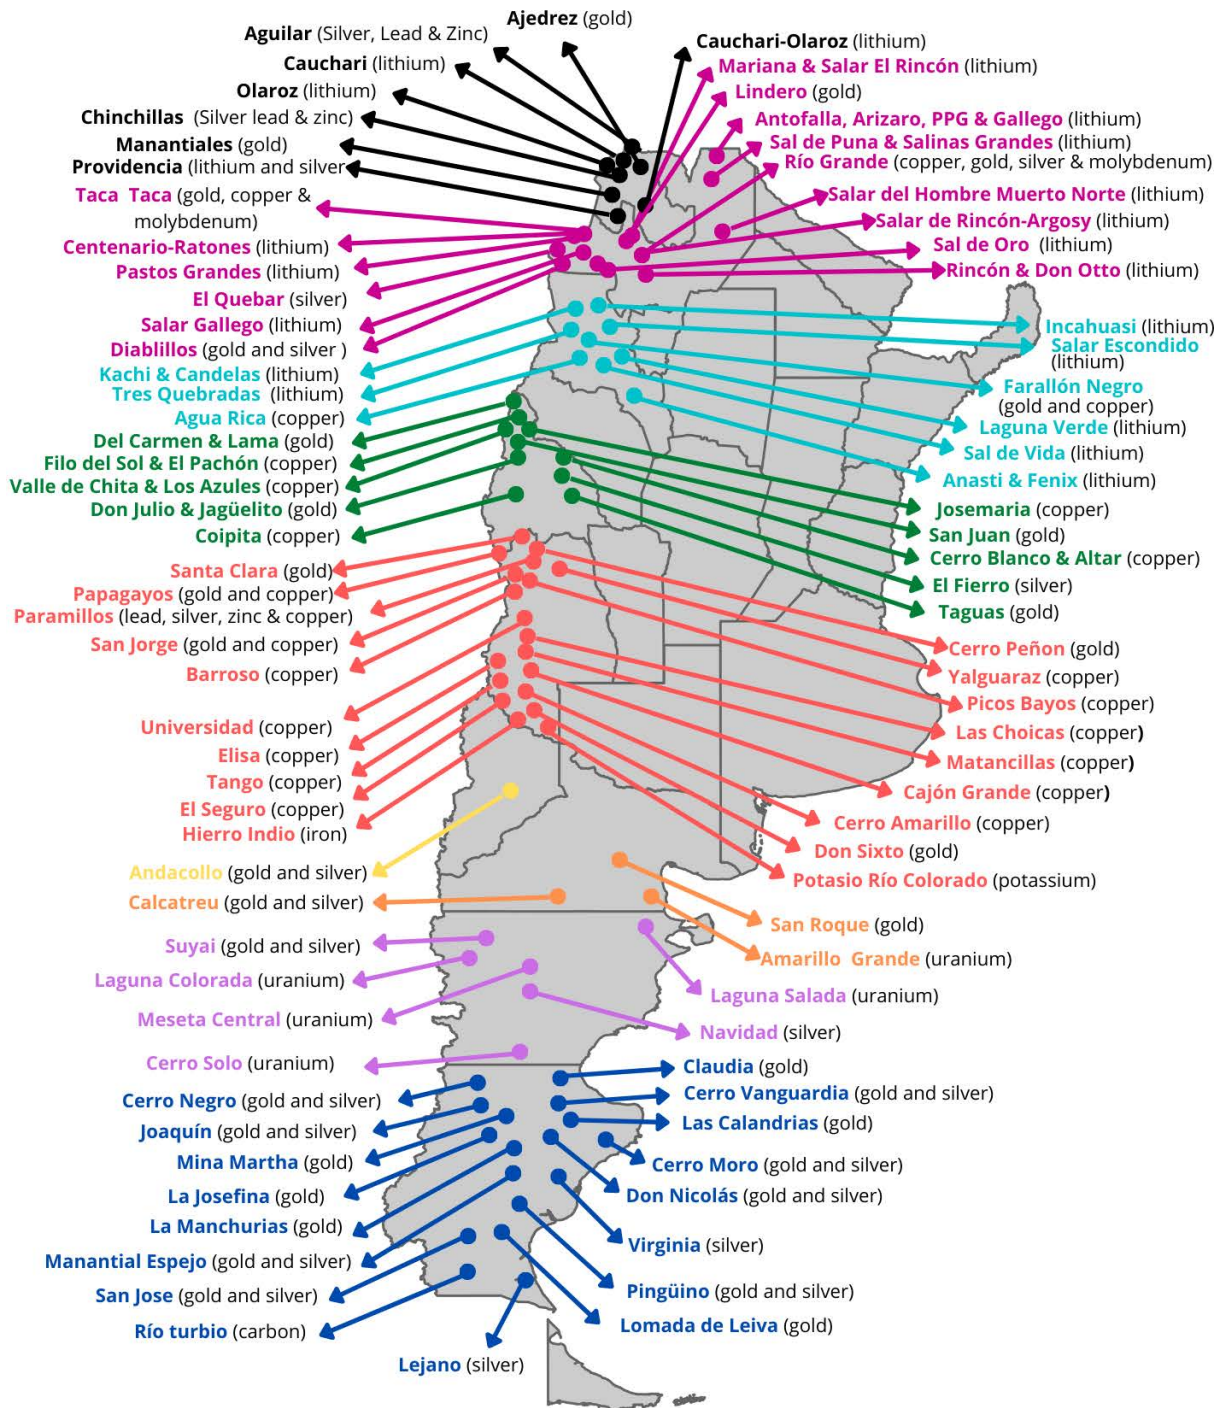 Ajedrez (gold)
Aguilar (Silver, Lead & Zinc)
Cauchari (lithium)
Olaroz (lithium)
Chinchillas (Silver lead & zinc)
Manantiales (gold)
Providencia (lithium and silver
Taca Taca (gold, copper &
molybdenum)
Centenario-Ratones (lithium)
Pastos Grandes (lithium)
El Quebar (silver)
Salar Gallego (lithium)
Diablillos (gold and silver )
Kachi & Candelas (lithium)
Tres Quebradas (lithium)
Agua Rica (copper)
Del Carmen & Lama (gold)
Filo del Sol & El Pachón (copper)
Valle de Chita & Los Azules (copper)
Don Julio & Jagüelito (gold)
Coipita (copper)
Santa Clara (gold)
Papagayos (gold and copper)
Paramillos (lead, silver, zinc & copper)
San Jorge (gold and copper)
Barroso (copper)
Universidad (copper)
Elisa (copper)
Tango (copper)
El Seguro (copper)
Hierro Indio (iron)
Andacollo (gold and silver)
Calcatreu (gold and silver)
Suyai (gold and silver)
Laguna Colorada (uranium)
Meseta Central (uranium)
Cerro Solo (uranium)
Cerro Negro (gold and silver)
Joaquín (gold and silver)
Mina Martha (gold)
La Josefina (gold)
La Manchurias (gold)
Manantial Espejo (gold and silver)
San Jose (gold and silver)
Río turbio (carbon)
Lejano (silver)
Cauchari-Olaroz (lithium)
Mariana & Salar El Rincón (lithium)
Lindero (gold)
Antofalla, Arizaro, PPG & Gallego (lithium)
Sal de Puna & Salinas Grandes (lithium)
Río Grande (copper, gold, silver & molybdenum)
Salar del Hombre Muerto Norte (lithium)
Salar de Rincón-Argosy (lithium)
Sal de Oro (lithium)
Rincón & Don Otto (lithium)
Incahuasi (lithium)
Salar Escondido
(lithium)
Farallón Negro
(gold and copper)
Laguna Verde (lithium)
Sal de Vida (lithium)
Anasti & Fenix (lithium)
Josemaria (copper)
San Juan (gold)
Cerro Blanco & Altar (copper)
El Fierro (silver)
Taguas (gold)
Cerro Peñon (gold)
Yalguaraz (copper)
Picos Bayos (copper)
Las Choicas (copper)
Matancillas (copper)
Cajón Grande (copper)
Cerro Amarillo (copper)
Don Sixto (gold)
Potasio Río Colorado (potassium)
San Roque (gold)
Amarillo Grande (uranium)
Laguna Salada (uranium)
Navidad (silver)
Claudia (gold)
Cerro Vanguardia (gold and silver)
Las Calandrias (gold)
Cerro Moro (gold and silver)
Don Nicolás (gold and silver)
Virginia (silver)
Pingüino (gold and silver)
Lomada de Leiva (gold)